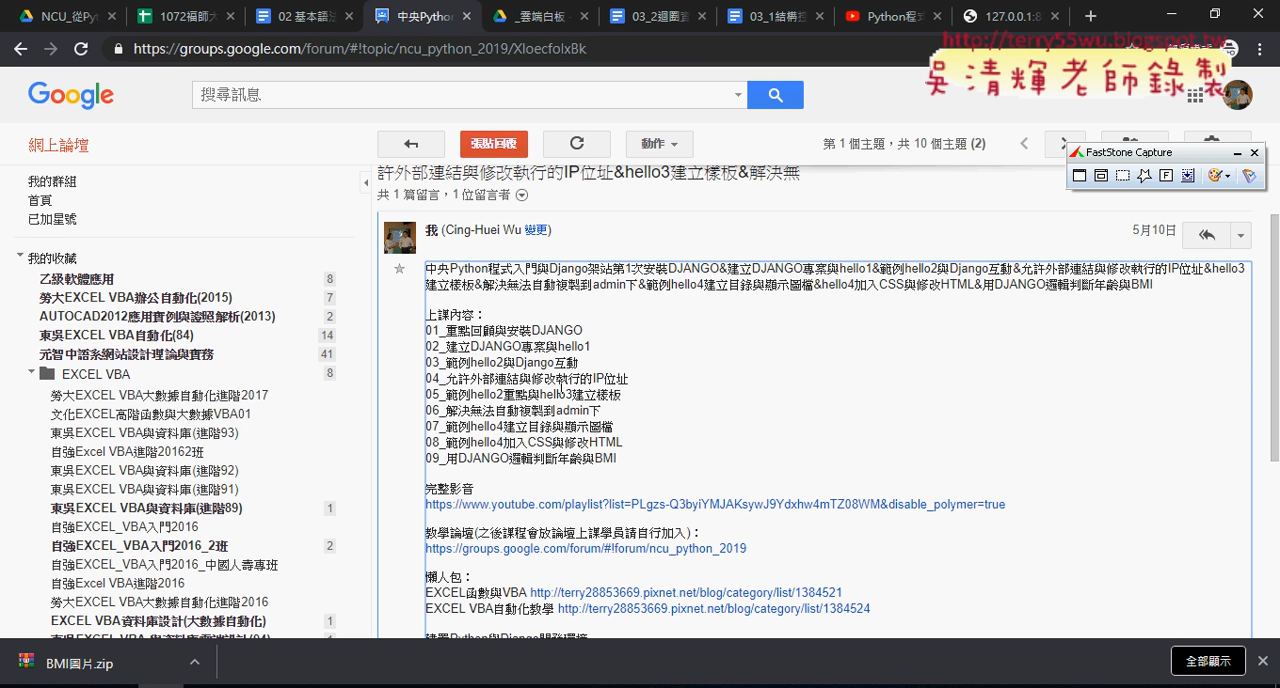 NCU_從Py
1072福師大
02 基本語法
中央Pytho
_雲端白板
03_2迴圈資
03_1結構控
Python程式
127.0.0.1:8
https://groups.google.com/forum/#!topic/ncu_python_2019/XloecfolxBk
http://terry55wu.blogspot.tw
吳清輝老師錄製
Google
搜尋訊息
網上論壇
張貼回覆
動作
第 1 個主題，共 10 個主題 (2)
FastStone Capture
我的群組
首頁
已加星號
我的收藏
乙級軟體應用 8
勞大EXCEL VBA辦公自動化(2015) 7
AUTOCAD2012應用實例與證照解析(2013) 2
東吳EXCEL VBA自動化(84) 14
元智中語系網站設計理論與實務 41
EXCEL VBA 8
勞大EXCEL VBA大數據自動化進階2017
文化EXCEL高階函數與大數據VBA01
東吳EXCEL VBA與資料庫(進階93)
自強Excel VBA進階20162班
東吳EXCEL VBA與資料庫(進階92)
東吳EXCEL VBA與資料庫(進階91)
東吳EXCEL VBA與資料庫(進階89) 1
自強EXCEL_VBA入門2016
自強EXCEL_VBA入門2016_2班 2
自強EXCEL_VBA入門2016_中國人壽專班
自強Excel VBA進階2016
勞大EXCEL VBA大數據自動化進階2016
EXCEL VBA資料庫設計(大數據自動化) 1
許外部連結與修改執行的IP位址&hello3建立樣板&解決無
共 1 篇留言，1 位留言者
我 (Cing-Huei Wu 變更)
5月10日
中央Python程式入門與Django架站第1次安裝DJANGO&建立DJANGO專案與hello1&範例hello2與Django互動&允許外部連結與修改執行的IP位址&hello3
建立樣板&解決無法自動複製到admin下&範例hello4建立目錄與顯示圖檔&hello4加入CSS與修改HTML&用DJANGO邏輯判斷年齡與BMI
上課內容：
01_重點回顧與安裝DJANGO
02_建立DJANGO專案與hello1
03_範例hello2與Django互動
04_允許外部連結與修改執行的IP位址
05_範例hello2重點與hello3建立樣板
06_解決無法自動複製到admin下
07_範例hello4建立目錄與顯示圖檔
08_範例hello4加入CSS與修改HTML
09_用DJANGO邏輯判斷年齡與BMI
完整影音
https://www.youtube.com/playlist?list=PLgzs-Q3byiYMJAKsywJ9Ydxhw4mTZ08WM&disable_polymer=true
教學論壇(之後課程會放論壇上課學員請自行加入)：
https://groups.google.com/forum/#!forum/ncu_python_2019
懶人包：
EXCEL函數與VBA http://terry28853669.pixnet.net/blog/category/list/1384521
EXCEL VBA自動化教學 http://terry28853669.pixnet.net/blog/category/list/1384524
建置Python與Django開發環境
BMI圖片.zip
全部顯示